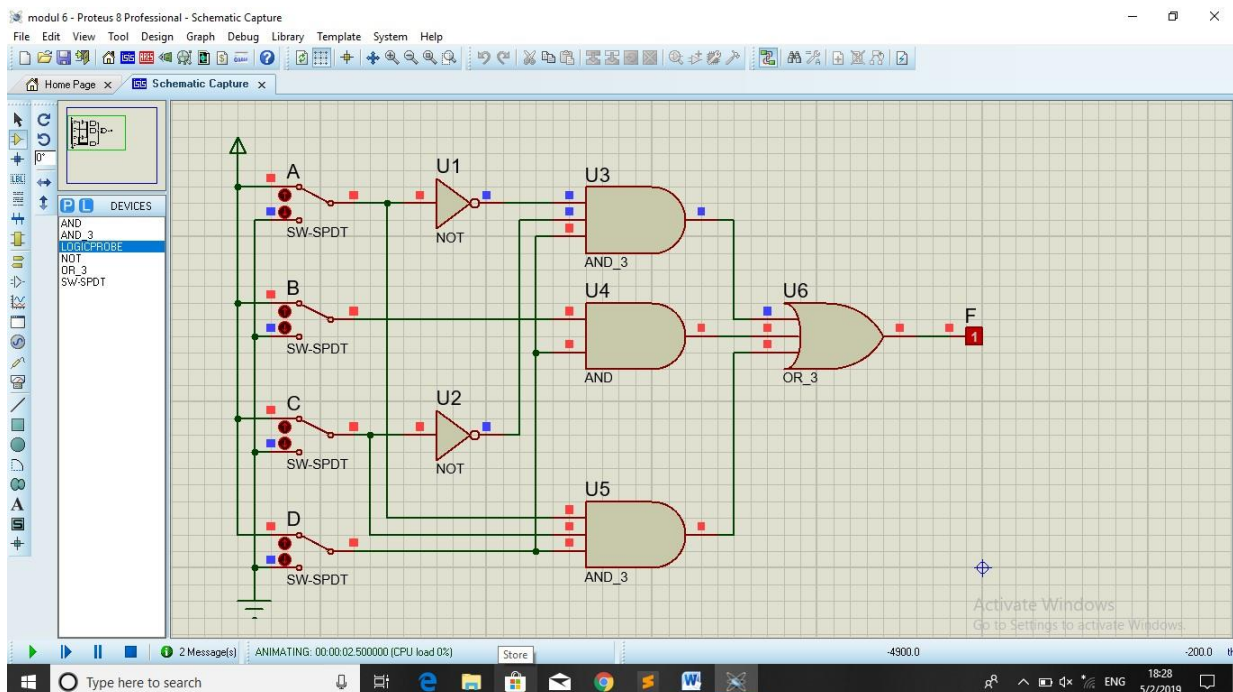 modul 6 - Proteus 8 Professional - Schematic Capture
File Edit View Tool Design Graph Debug Library Template System Help
Home Page x
ISIS Schematic Capture x
0°
LBL
P L DEVICES
AND
AND_3
LOGICPROBE
NOT
OR_3
SW-SPDT
A
S
A
SW-SPDT
U1
NOT
U3
AND_3
B
SW-SPDT
U4
AND
U6
OR_3
F
1
C
SW-SPDT
U2
NOT
U5
AND_3
D
SW-SPDT
Activate Windows
Go to Settings to activate Windows.
2 Message(s) ANIMATING: 00:00:02.500000 (CPU load 0%) -4900.0 -200.0 th
Store
Type here to search
ENG
18:28
5/2/2019